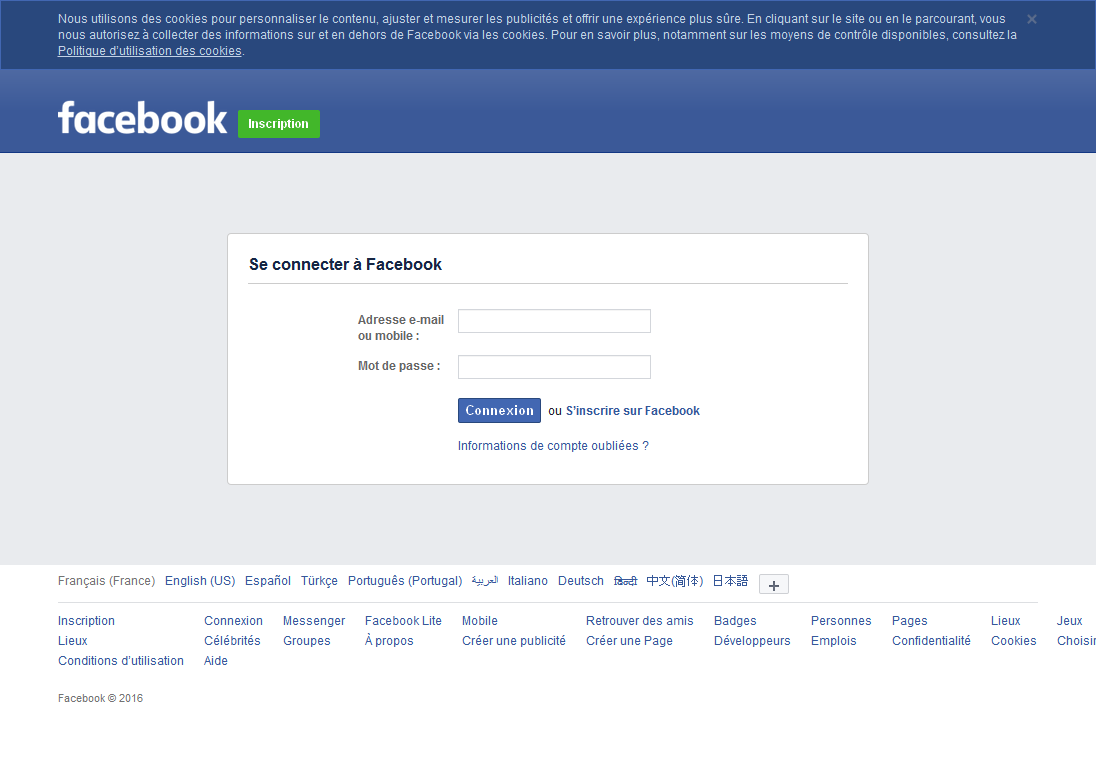 Nous utilisons des cookies pour personnaliser le contenu, ajuster et mesurer les publicités et offrir une expérience plus sûre. En cliquant sur le site ou en le parcourant, vous
nous autorisez à collecter des informations sur et en dehors de Facebook via les cookies. Pour en savoir plus, notamment sur les moyens de contrôle disponibles, consultez la
Politique d'utilisation des cookies.
facebook Inscription
Se connecter à Facebook
Adresse e-mail
ou mobile :
Mot de passe :
Connexion ou S'inscrire sur Facebook
Informations de compte oubliées ?
Français (France) English (US) Español Türkçe Português (Portugal) العربية Italiano Deutsch हिन्दी 中文(简体) 日本語 +
Inscription Connexion Messenger Facebook Lite Mobile Retrouver des amis Badges Personnes Pages Lieux Jeux
Lieux Célébrités Groupes À propos Créer une publicité Créer une Page Développeurs Emplois Confidentialité Cookies
Conditions d'utilisation Aide
Facebook © 2016